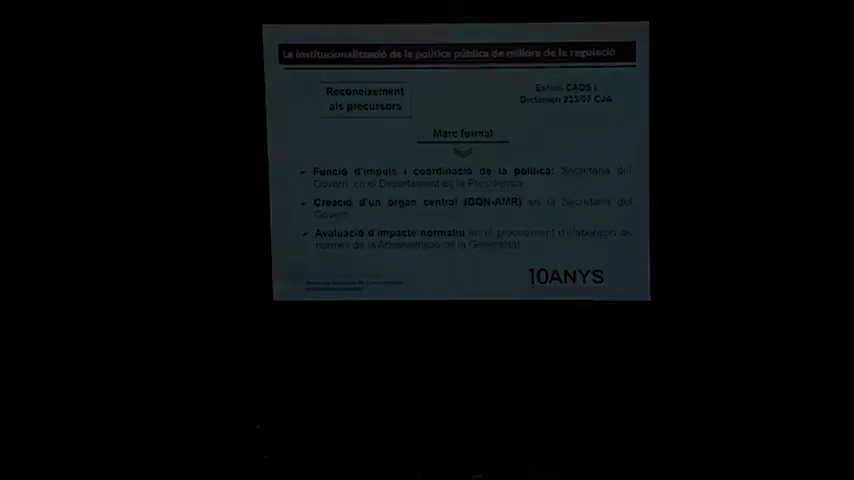 La institucionalització de la política pública de millora de la regulació
Reconeixement
als precursors
Estudi CADS i
Dictamen 213/07 CJA
Marc formal
Funció d'impuls i coordinació de la política: Secretaria del
Govern, en el Departament de la Presidència
Creació d'un òrgan central (DQN-AMR) en la Secretaria del
Govern
Avaluació d'impacte normatiu en el procediment d'elaboració de
normes de la Administració de la Generalitat
10ANYS